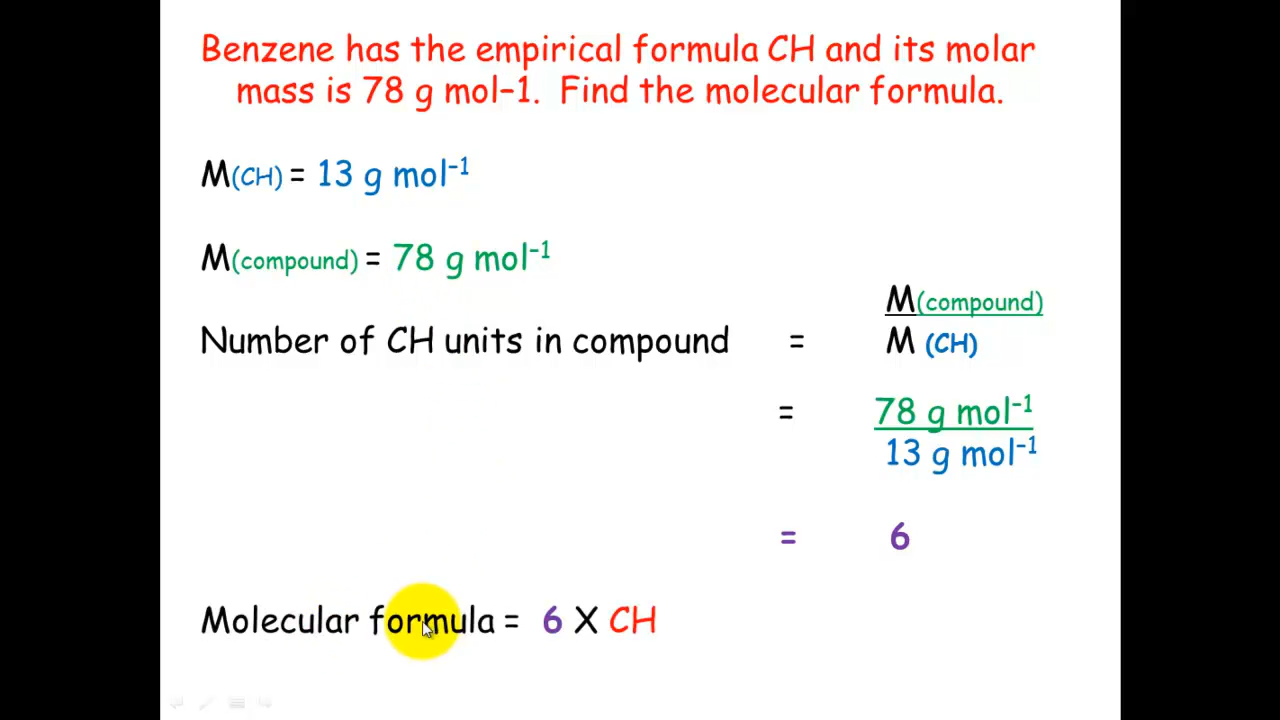 Benzene has the empirical formula CH and its molar
mass is 78 g mol–1. Find the molecular formula.
M(CH) = 13 g mol⁻¹
M(compound) = 78 g mol⁻¹
M(compound)
Number of CH units in compound = M (CH)
= 78 g mol⁻¹
13 g mol⁻¹
= 6
Molecular formula = 6 X CH